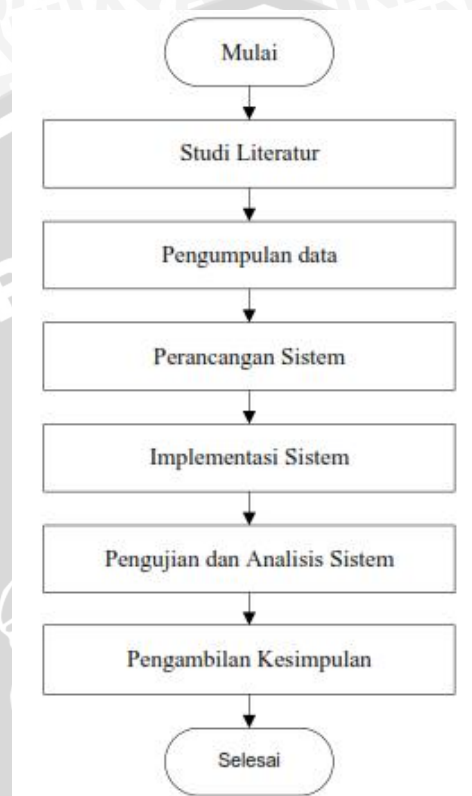 Mulai
Studi Literatur
Pengumpulan data
Perancangan Sistem
Implementasi Sistem
Pengujian dan Analisis Sistem
Pengambilan Kesimpulan
Selesai